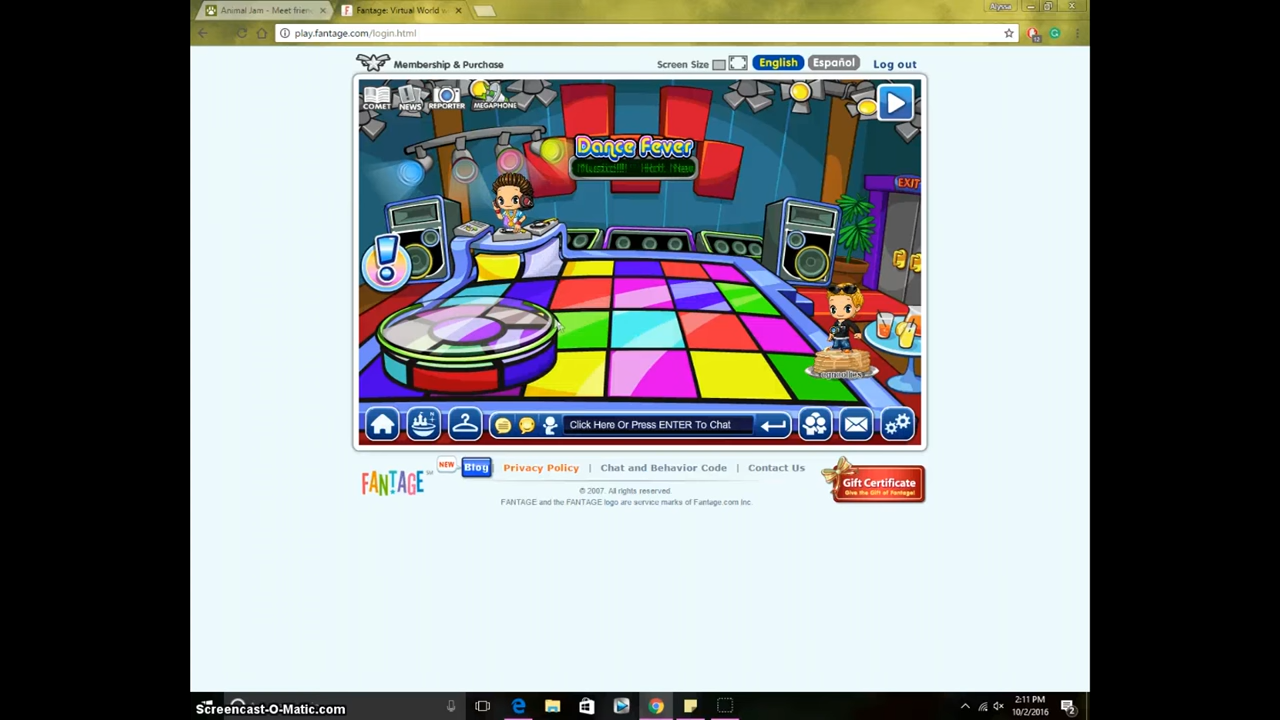 Animal Jam - Meet frien
Fantage: Virtual World w
Alyssa
play.fantage.com/login.html
Membership & Purchase
Screen Size
English
Español
Log out
COMET
NEWS
REPORTER
MEGAPHONE
Dance Fever
EXIT
Click Here Or Press ENTER To Chat
FANTAGE
NEW
Blog
Privacy Policy | Chat and Behavior Code | Contact Us
Gift Certificate
Give the Gift of Fantage!
© 2007. All rights reserved.
FANTAGE and the FANTAGE logo are service marks of Fantage.com Inc.
2:11 PM
10/2/2016
2
Screencast-O-Matic.com